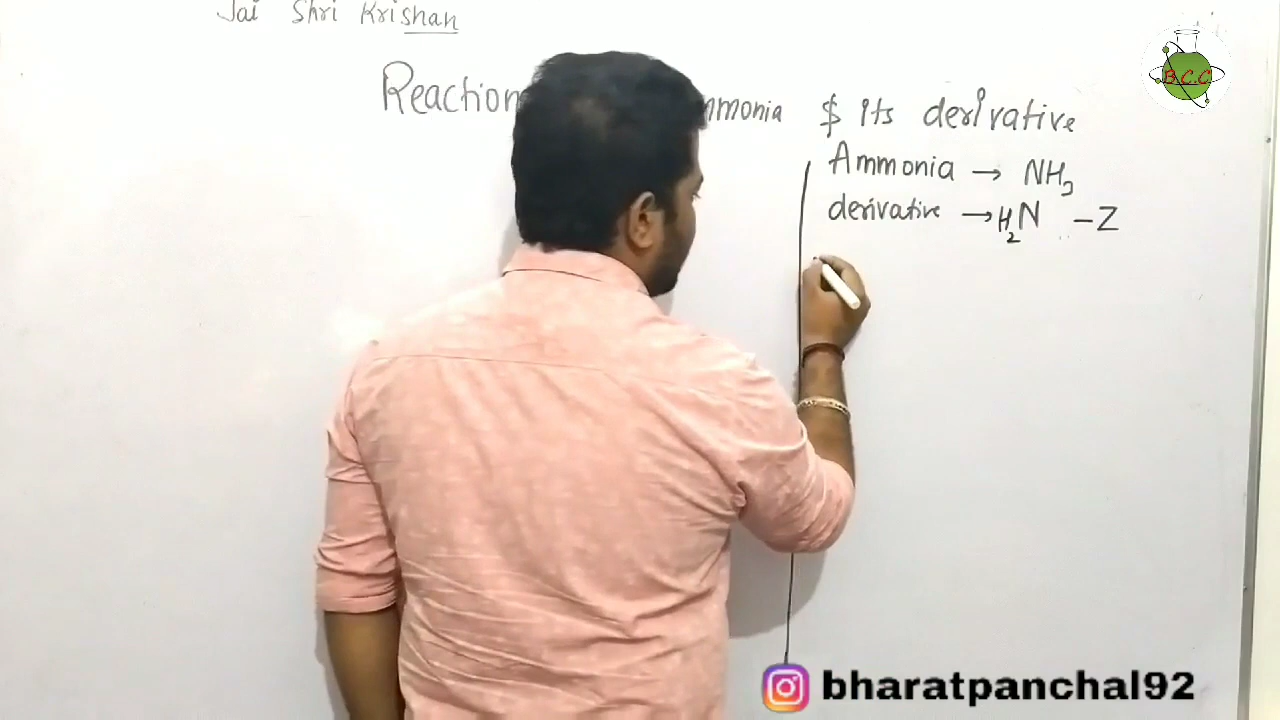 Jai Shri Krishan
B.C.C
Reaction mmonia $ its derivative
Ammonia → NH3
derivative → H2N -Z
bharatpanchal92